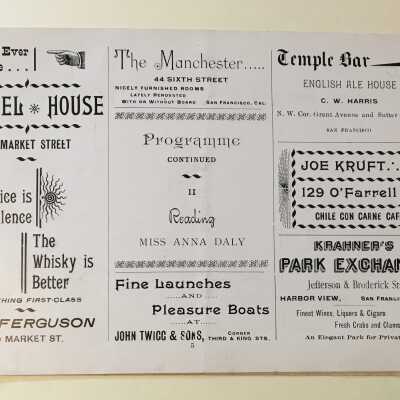 Ever
...
EL * HOUSE
MARKET STREET
ice is
lence
The
Whisky is
Better
HING FIRST-CLASS
FERGUSON
MARKET ST.
The Manchester.....
44 SIXTH STREET
NICELY FURNISHED ROOMS
LATELY RENOVATED
WITH OR WITHOUT BOARD SAN FRANCISCO, CAL.
Programme
CONTINUED
II
Reading
MISS ANNA DALY
Fine Launches
.....AND.....
Pleasure Boats
.....AT.....
JOHN TWIGG & SONS, CORNER THIRD & KING STS.
5
Temple Bar
ENGLISH ALE HOUSE
C. W. HARRIS
N. W. Cor. Grant Avenue and Sutter
SAN FRANCISCO
JOE KRUFT.∴
129 O'Farrell
CHILE CON CARNE CAF
KRAHNER'S
PARK EXCHAN
Jefferson & Broderick St
HARBOR VIEW, SAN FRANCIS
Finest Wines, Liquers & Cigars
Fresh Crabs and Clams
An Elegant Park for Privat